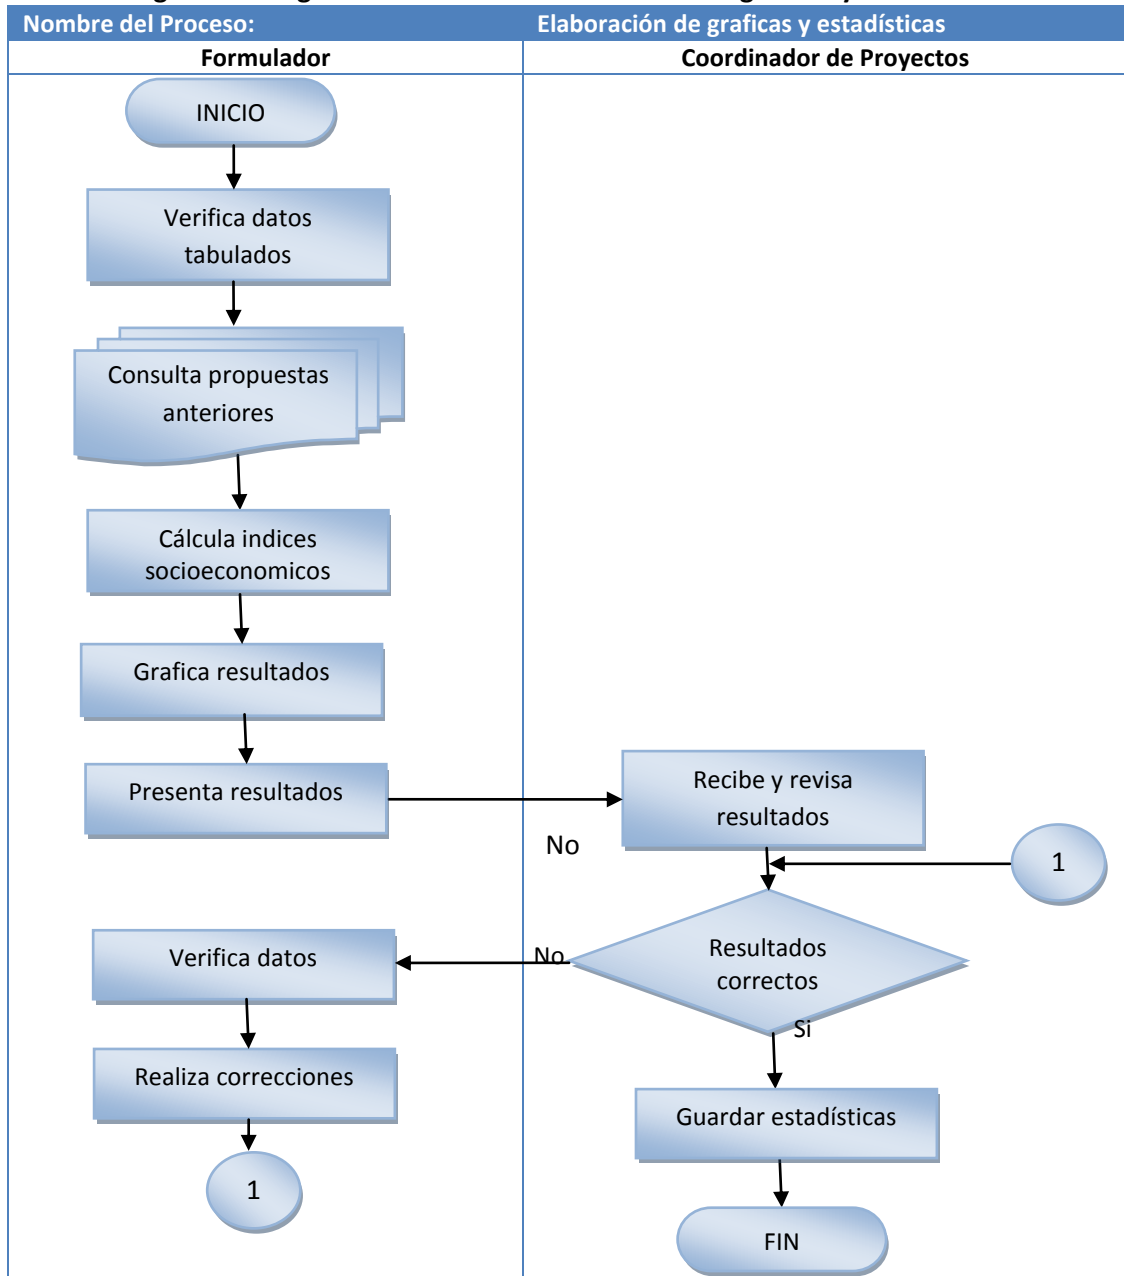 Nombre del Proceso: Elaboración de graficas y estadísticas
Formulador Coordinador de Proyectos
INICIO
Verifica datos
tabulados
Consulta propuestas
anteriores
Cálcula indices
socioeconomicos
Grafica resultados
Presenta resultados
Recibe y revisa
resultados
No
1
Resultados
correctos
No
Si
Verifica datos
Realiza correcciones
1
Guardar estadísticas
FIN